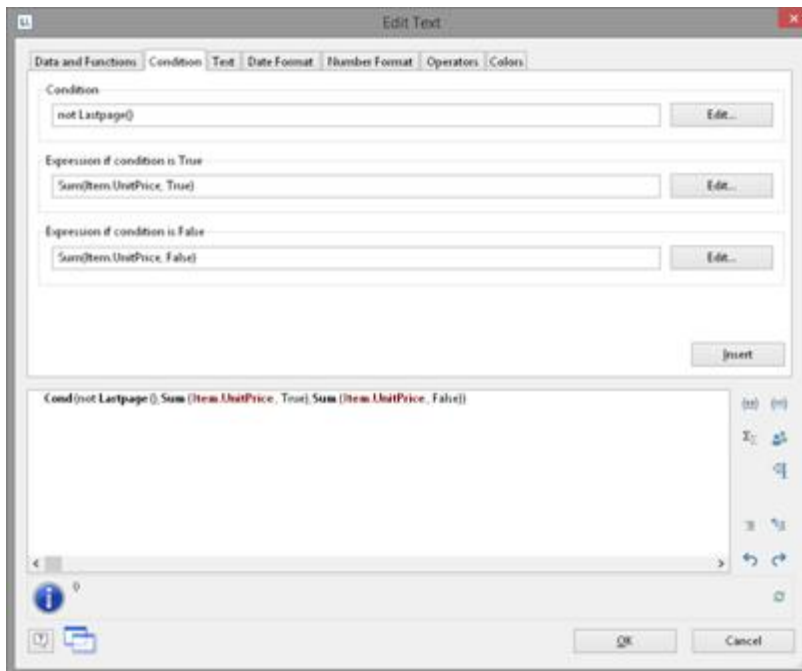 LL
Edit Text
Data and Functions Condition Text Date Format Number Format Operators Colors
Condition
not Lastpage()
Edit...
Expression if condition is True
Sum(Item.UnitPrice, True)
Edit...
Expression if condition is False
Sum(Item.UnitPrice, False)
Edit...
Insert
Cond (not Lastpage (), Sum (Item.UnitPrice , True), Sum (Item.UnitPrice , False))
0
OK
Cancel